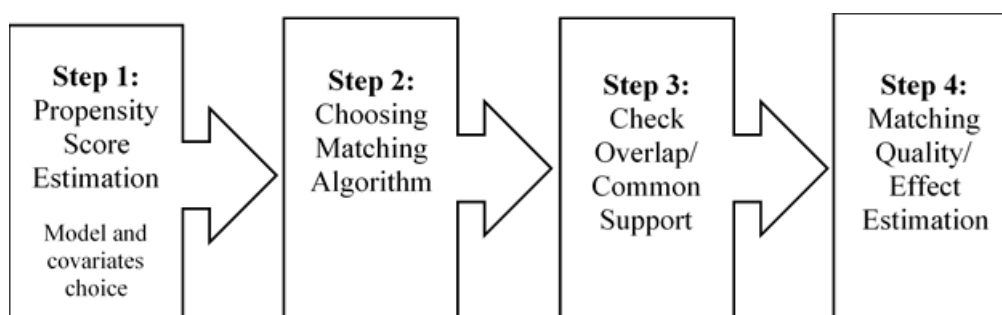 Step 1:
Propensity
Score
Estimation
Model and
covariates
choice
Step 2:
Choosing
Matching
Algorithm
Step 3:
Check
Overlap/
Common
Support
Step 4:
Matching
Quality/
Effect
Estimation